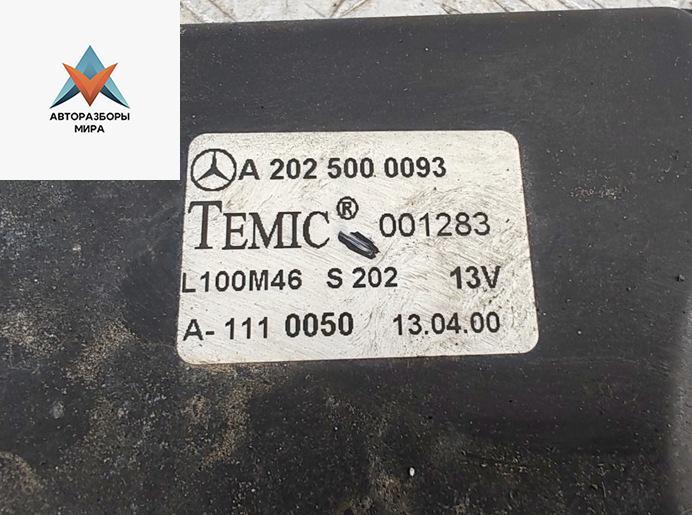 АВТОРАЗБОРЫ
МИРА
A 202 500 0093
TEMIC® 001283
L100M46 S 202 13V
A- 111 0050 13.04.00